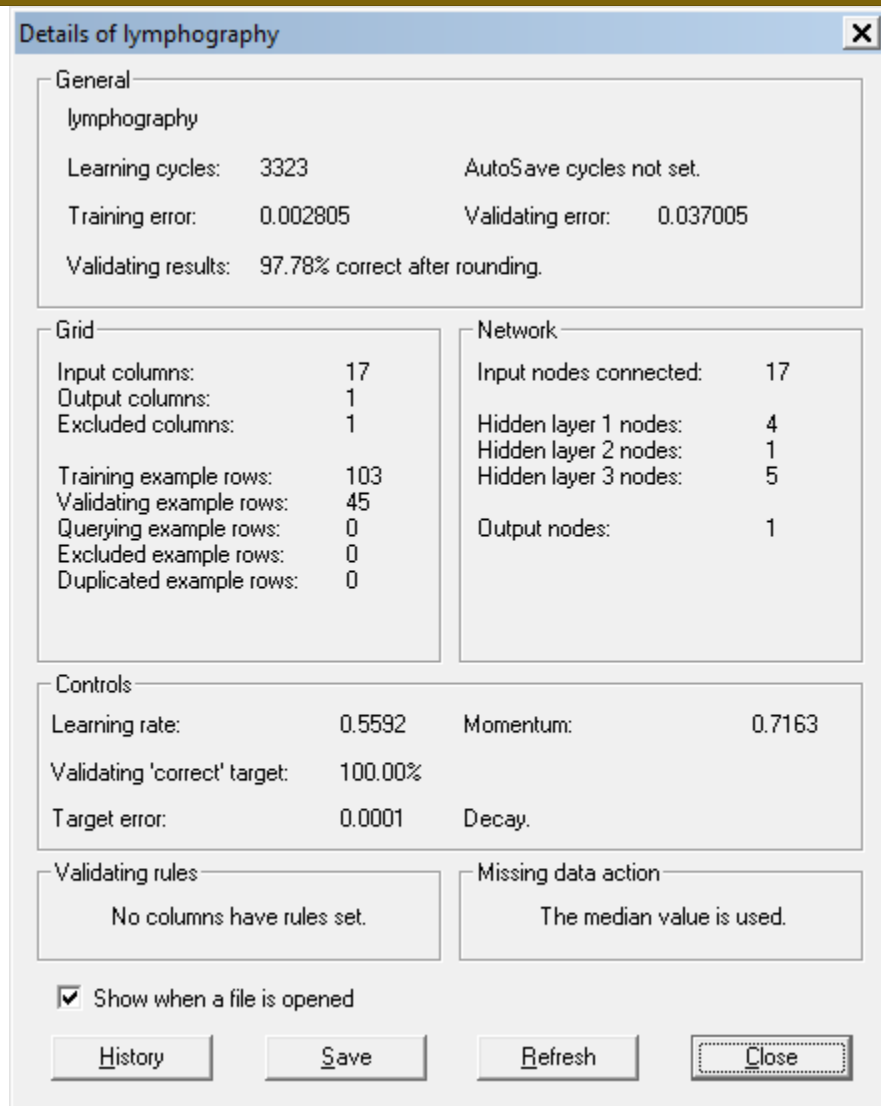 Details of lymphography
General
lymphography
Learning cycles: 3323 AutoSave cycles not set.
Training error: 0.002805 Validating error: 0.037005
Validating results: 97.78% correct after rounding.
Grid
Input columns: 17
Output columns: 1
Excluded columns: 1
Training example rows: 103
Validating example rows: 45
Querying example rows: 0
Excluded example rows: 0
Duplicated example rows: 0
Network
Input nodes connected: 17
Hidden layer 1 nodes: 4
Hidden layer 2 nodes: 1
Hidden layer 3 nodes: 5
Output nodes: 1
Controls
Learning rate: 0.5592 Momentum: 0.7163
Validating 'correct' target: 100.00%
Target error: 0.0001 Decay.
Validating rules
No columns have rules set.
Missing data action
The median value is used.
Show when a file is opened
History Save Refresh Close